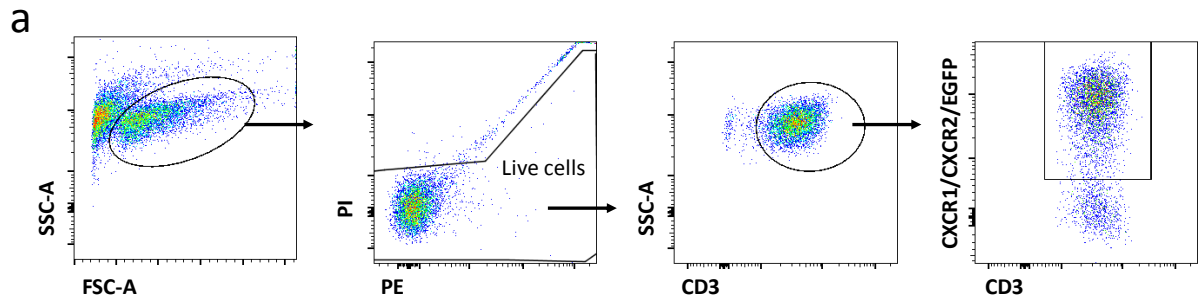 a
SSC-A
FSC-A
PI
Live cells
PE
SSC-A
CD3
CXCR1/CXCR2/EGFP
CD3